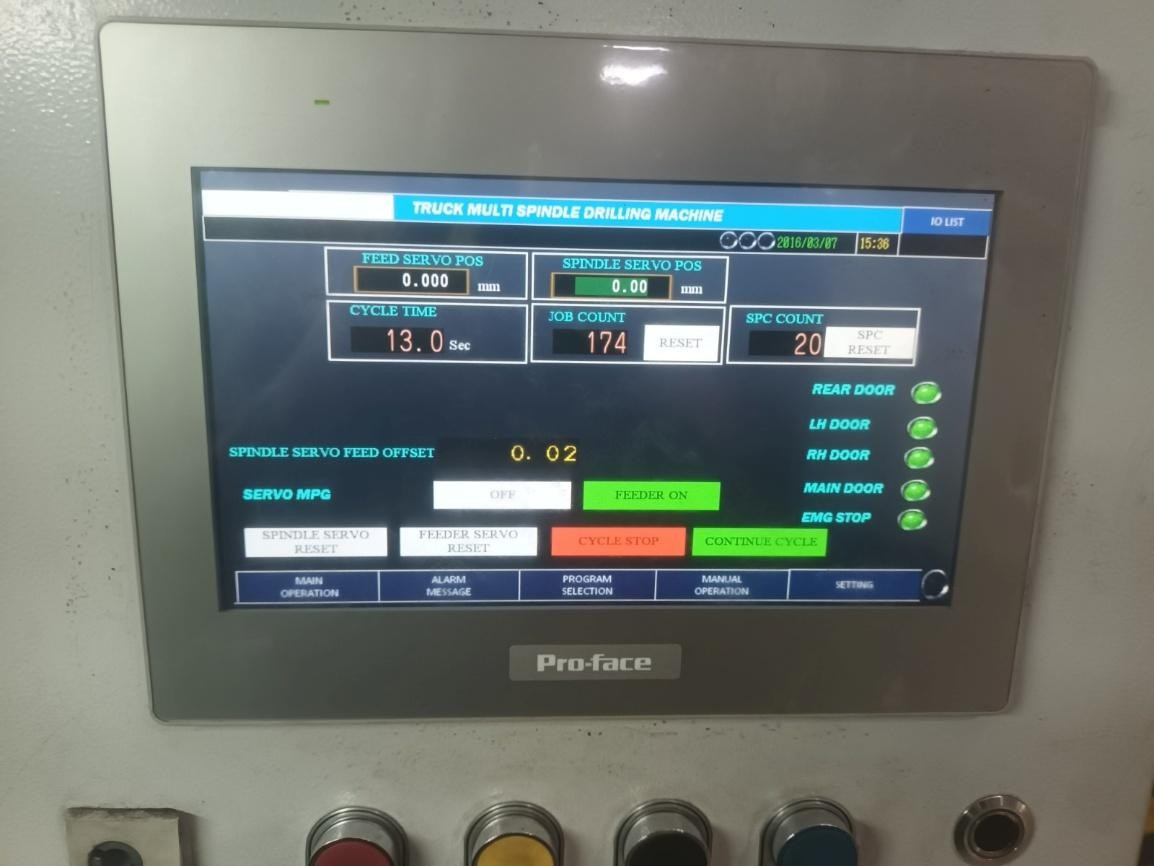 TRUCK MULTI SPINDLE DRILLING MACHINE
IO LIST
2016/03/07 15:36
FEED SERVO POS
0.000 mm
SPINDLE SERVO POS
0.00 mm
CYCLE TIME
13.0 Sec
JOB COUNT
174 RESET
SPC COUNT
20 SPC
RESET
REAR DOOR
LH DOOR
RH DOOR
MAIN DOOR
EMG STOP
SPINDLE SERVO FEED OFFSET 0.02
SERVO MPG OFF FEEDER ON
SPINDLE SERVO
RESET
FEEDER SERVO
RESET
CYCLE STOP
CONTINUE CYCLE
MAIN
OPERATION
ALARM
MESSAGE
PROGRAM
SELECTION
MANUAL
OPERATION
SETTING
Pro-face